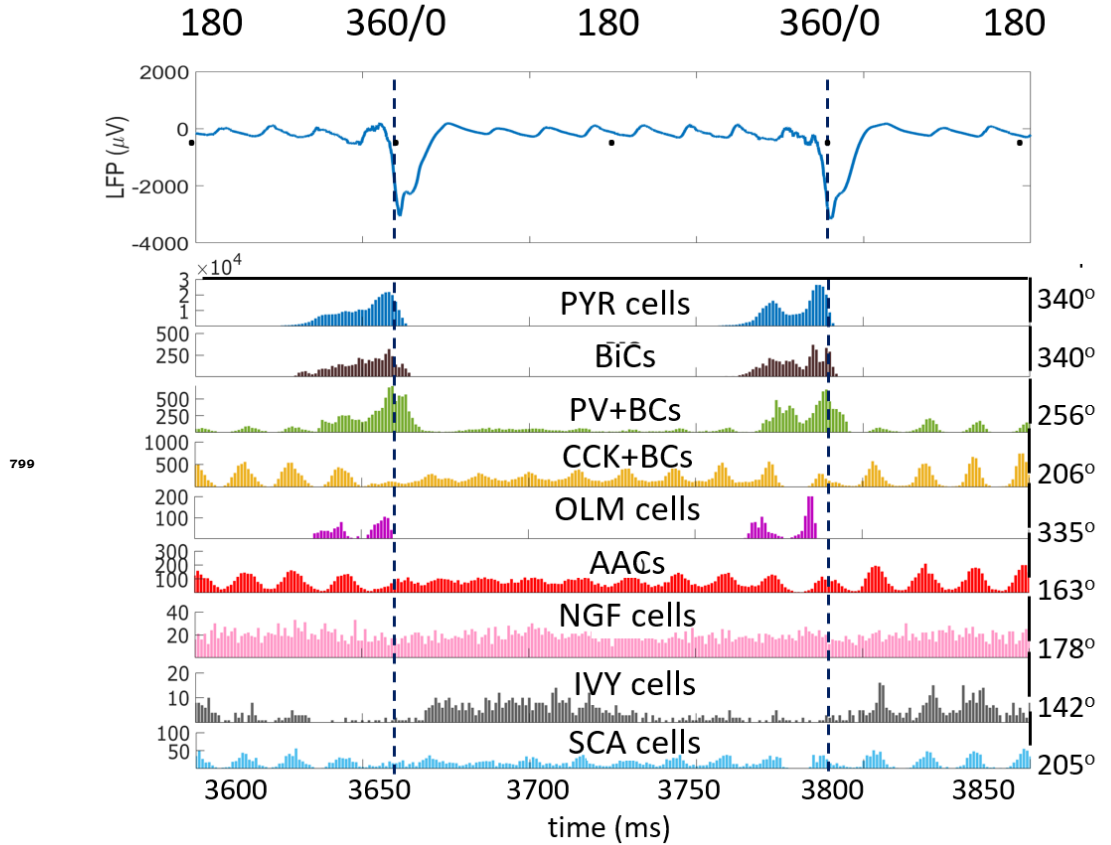 180 360/0 180 360/0 180
2000
0
-2000
-4000
LFP (μV)
×10⁴
3
2
1
PYR cells
340°
500
250
BiCs
340°
500
250
PV+BCs
256°
1000
500
CCK+BCs
206°
799
200
100
OLM cells
335°
300
200
100
AACs
163°
40
20
NGF cells
178°
20
10
IVY cells
142°
100
50
SCA cells
205°
3600 3650 3700 3750 3800 3850
time (ms)